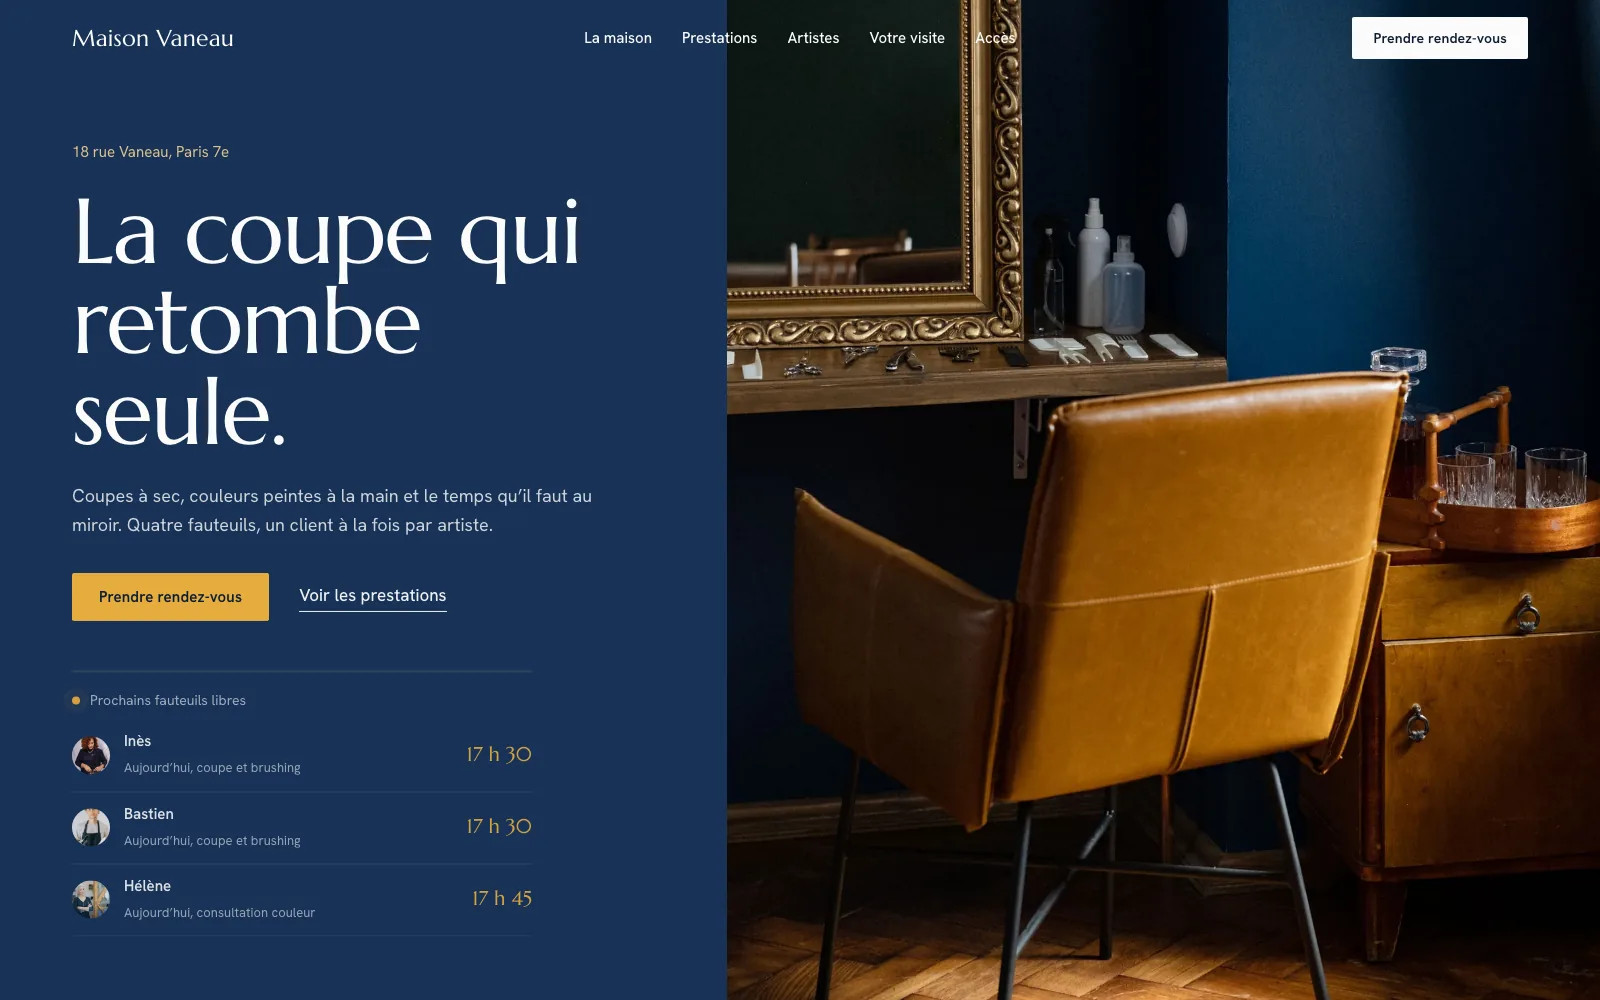 Maison Vaneau
La maison
Prestations
Artistes
Votre visite
Accès
Prendre rendez-vous
18 rue Vaneau, Paris 7e
La coupe qui
retombe
seule.
Coupes à sec, couleurs peintes à la main et le temps qu’il faut au
miroir. Quatre fauteuils, un client à la fois par artiste.
Prendre rendez-vous
Voir les prestations
Prochains fauteuils libres
Inès
Aujourd’hui, coupe et brushing
17 h 30
Bastien
Aujourd’hui, coupe et brushing
17 h 30
Hélène
Aujourd’hui, consultation couleur
17 h 45